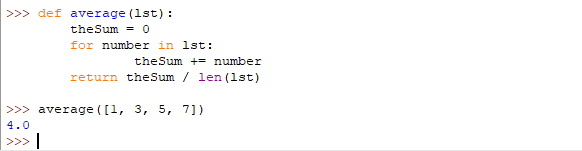 >>> def average(lst):
        theSum = 0
        for number in lst:
                theSum += number
        return theSum / len(lst)

>>> average([1, 3, 5, 7])
4.0
>>>